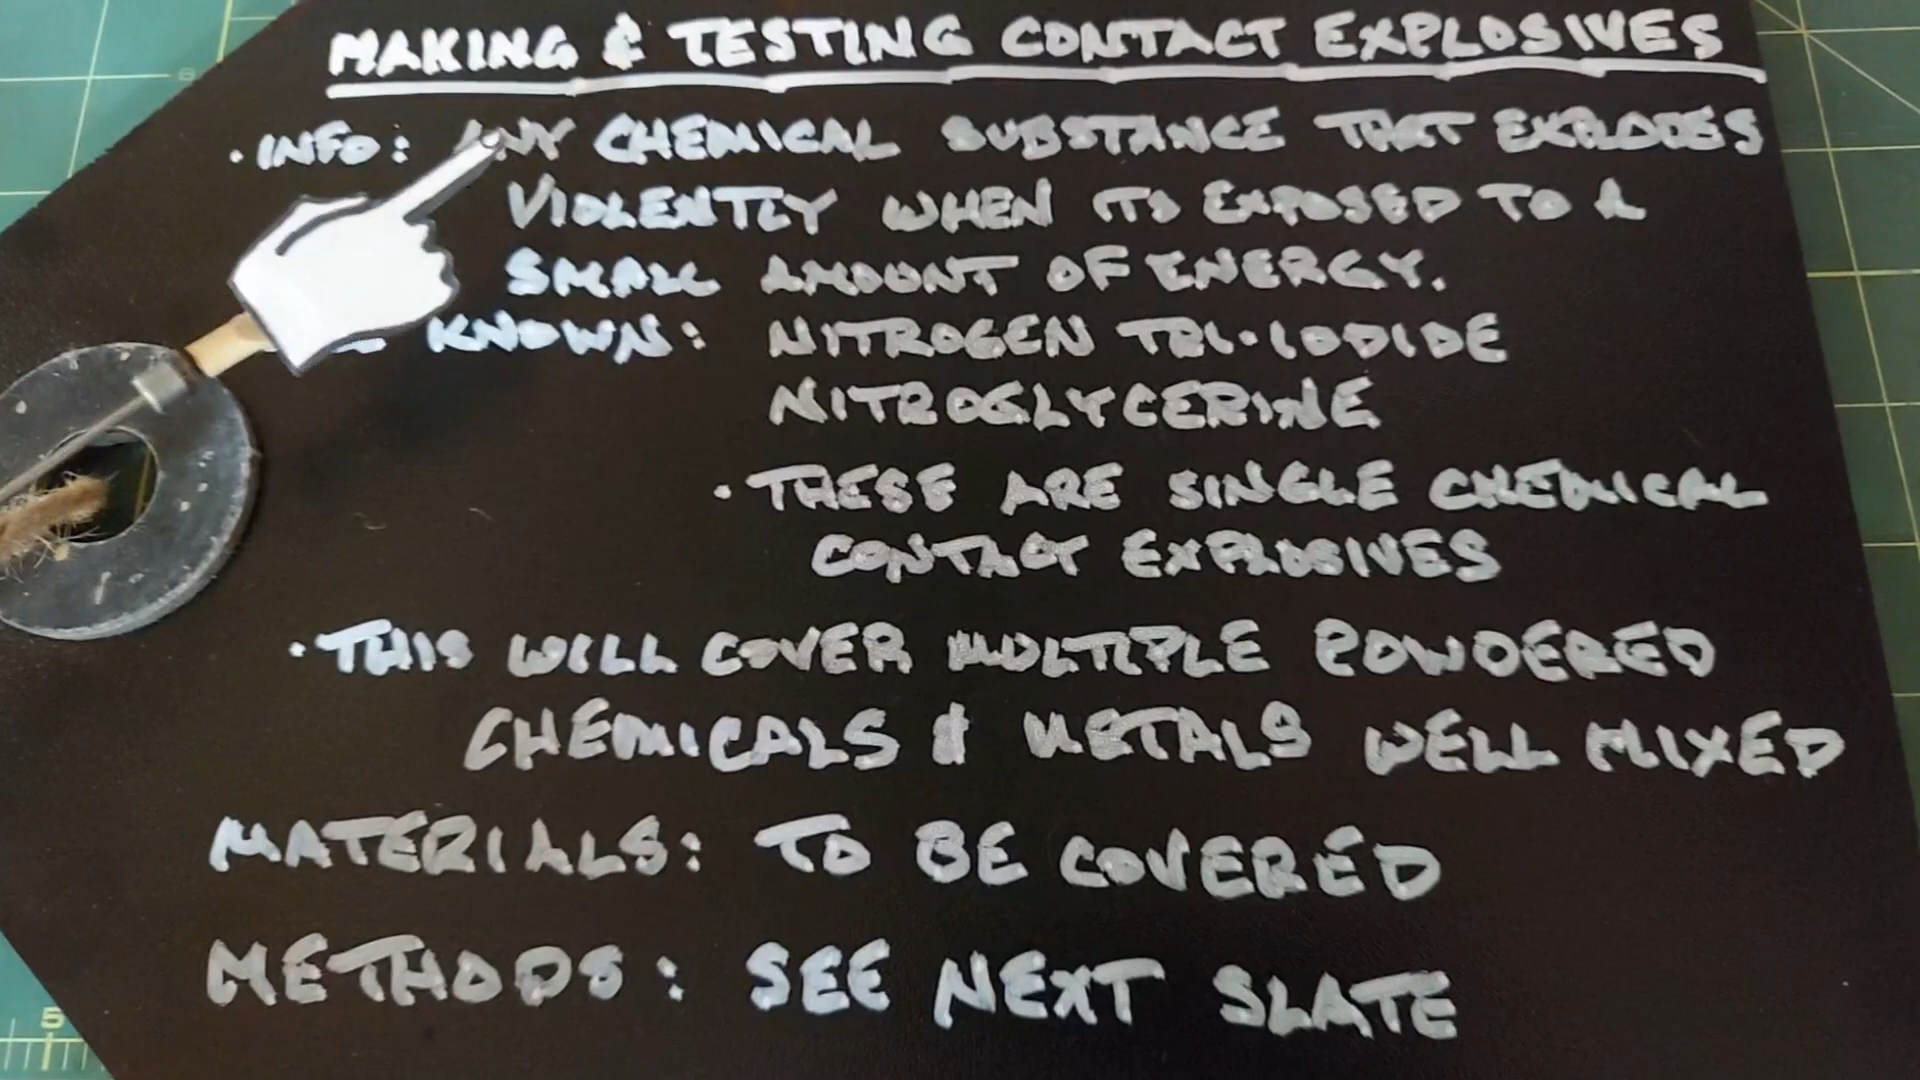 MAKING & TESTING CONTACT EXPLOSIVES
• INFO: ANY CHEMICAL SUBSTANCE THAT EXPLODES
VIOLENTLY WHEN ITS EXPOSED TO A
SMALL AMOUNT OF ENERGY.
KNOWN: NITROGEN TRI-IODIDE
NITROGLYCERINE
• THESE ARE SINGLE CHEMICAL
CONTACT EXPLOSIVES
• THIS WILL COVER MULTIPLE POWDERED
CHEMICALS & METALS WELL MIXED
MATERIALS: TO BE COVERED
METHODS: SEE NEXT SLATE
5